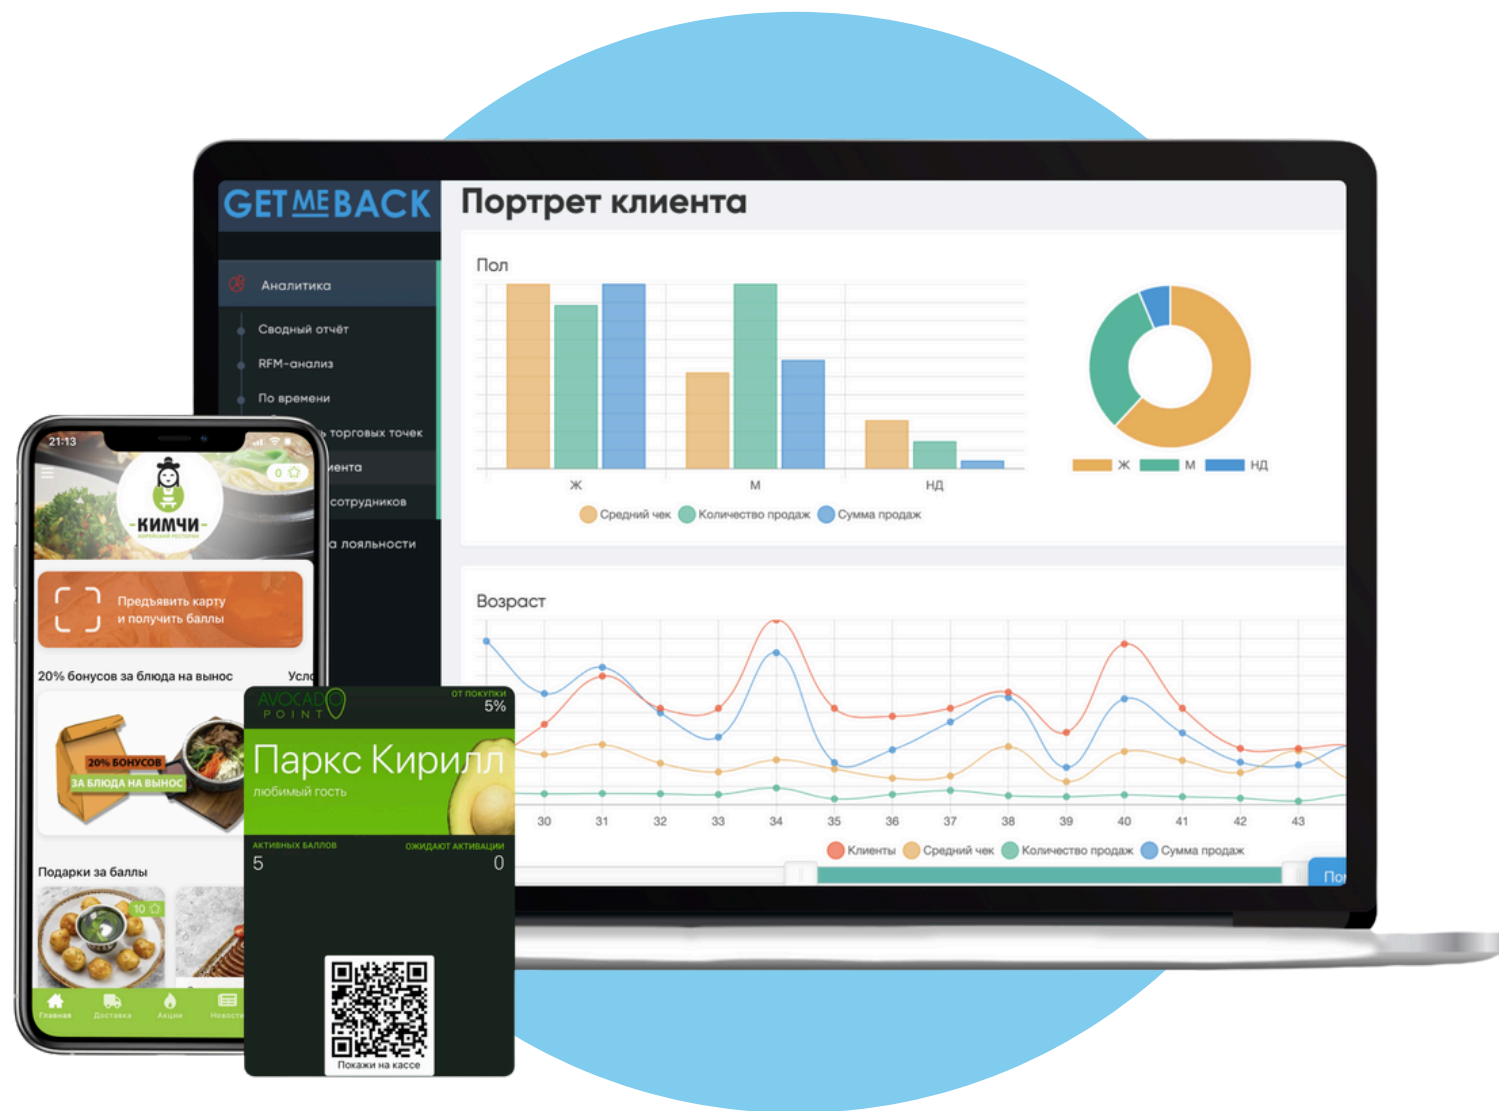 GETMEBACK
Аналитика
Сводный отчёт
RFM-анализ
По времени
торговых точек
сотрудников
лояльности
Портрет клиента
Пол
Ж
М
НД
Средний чек
Количество продаж
Сумма продаж
Ж
М
НД
Возраст
30
31
32
33
34
35
36
37
38
39
40
41
42
43
Клиенты
Средний чек
Количество продаж
Сумма продаж
21:13
0
-КИМЧИ-
КОРЕЙСКИЙ РЕСТОРАН
Предъявить карту
и получить баллы
20% бонусов за блюда на вынос
20% БОНУСОВ
ЗА БЛЮДА НА ВЫНОС
Подарки за баллы
10
Главная
Доставка
Акции
Новости
AVOCADO
POINT
ОТ ПОКУПКИ
5%
Паркс Кирилл
любимый гость
АКТИВНЫХ БАЛЛОВ
5
ОЖИДАЮТ АКТИВАЦИИ
0
Покажи на кассе